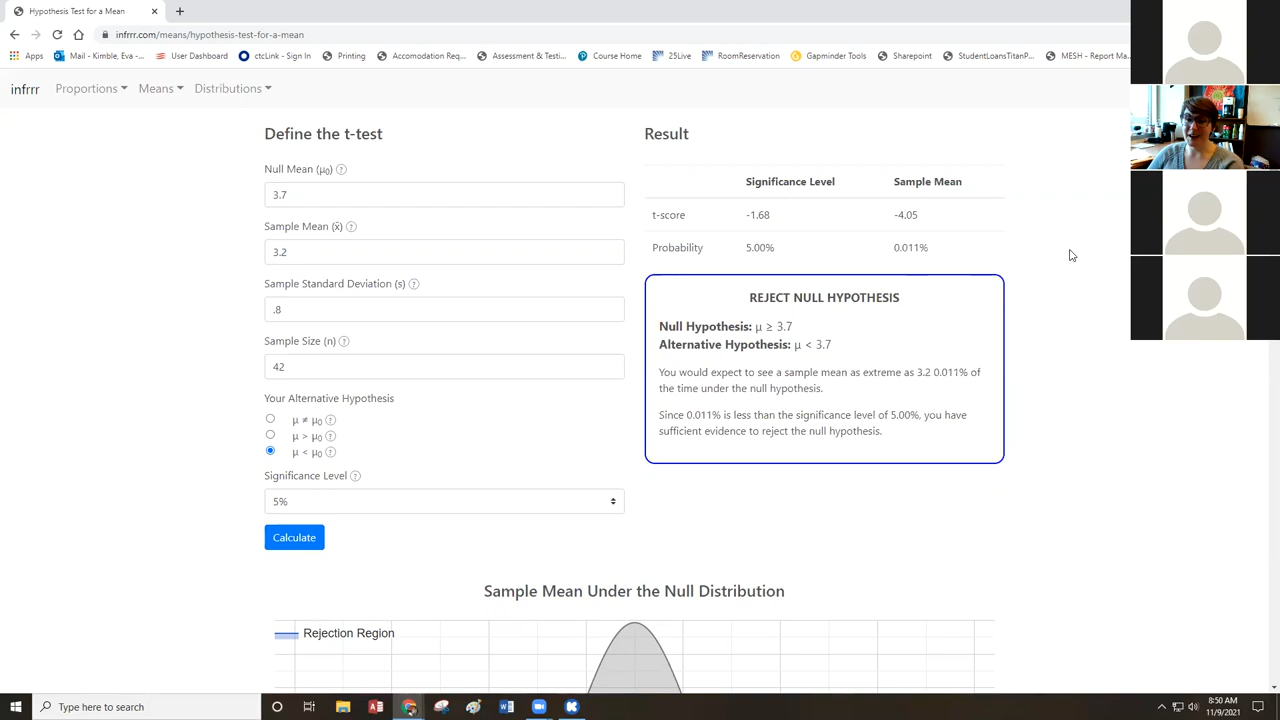 Hypothesis Test for a Mean
infrrr.com/means/hypothesis-test-for-a-mean
Apps Mail - Kimble, Eva -... User Dashboard ctcLink - Sign In Printing Accomodation Req... Assessment & Testi... Course Home 25Live RoomReservation Gapminder Tools Sharepoint StudentLoansTitanP... MESH - Report Ma...
infrrr Proportions Means Distributions
Define the t-test
Null Mean (μ₀) ?
3.7
Sample Mean (x̄) ?
3.2
Sample Standard Deviation (s) ?
.8
Sample Size (n) ?
42
Your Alternative Hypothesis
μ ≠ μ₀ ?
μ > μ₀ ?
μ < μ₀ ?
Significance Level ?
5%
Calculate
Result
Significance Level Sample Mean
t-score -1.68 -4.05
Probability 5.00% 0.011%
REJECT NULL HYPOTHESIS
Null Hypothesis: μ ≥ 3.7
Alternative Hypothesis: μ < 3.7
You would expect to see a sample mean as extreme as 3.2 0.011% of
the time under the null hypothesis.
Since 0.011% is less than the significance level of 5.00%, you have
sufficient evidence to reject the null hypothesis.
Sample Mean Under the Null Distribution
Rejection Region
Type here to search
8:50 AM
11/9/2021